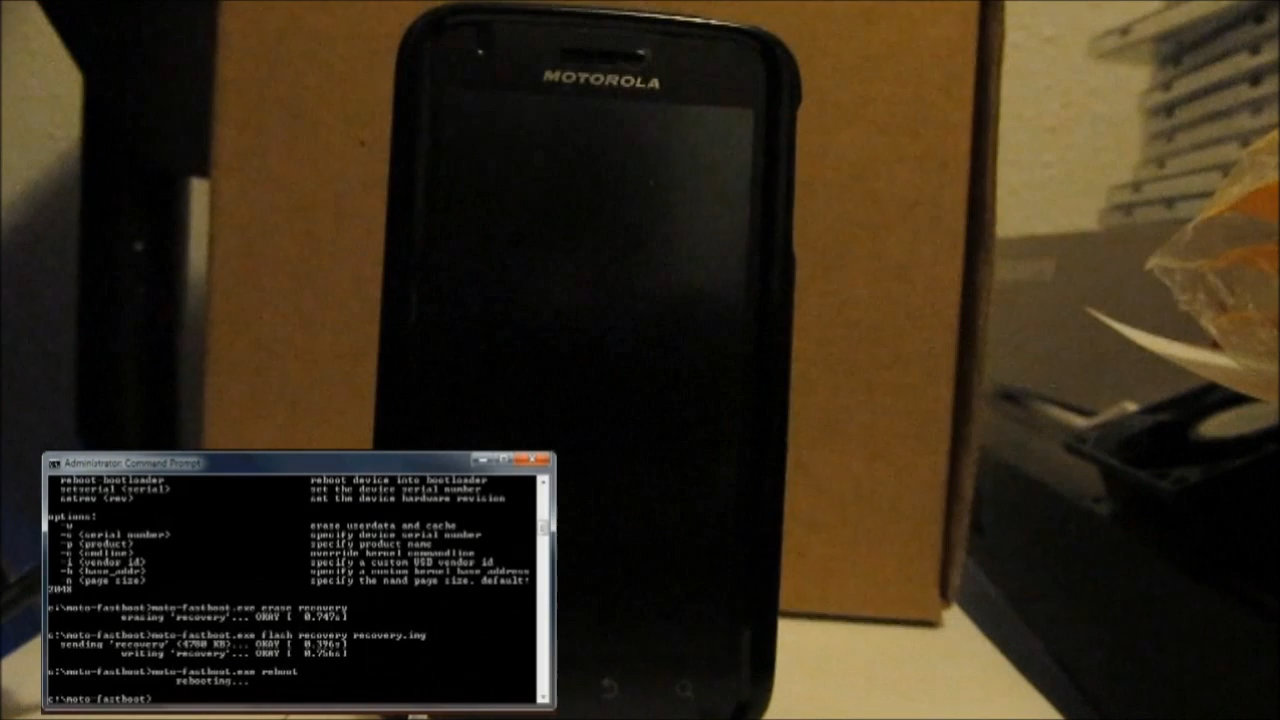 MOTOROLA
Administrator: Command Prompt
reboot-bootloader reboot device into bootloader
setserial <serial> set the device serial number
setrev <rev> set the device hardware revision
options:
-w erase userdata and cache
-s <serial number> specify device serial number
-p <product> specify product name
-c <cmdline> override kernel commandline
-i <vendor id> specify a custom USB vendor id
-b <base_addr> specify a custom kernel base address
-n <page size> specify the nand page size. default:
2048
c:\moto-fastboot>moto-fastboot.exe erase recovery
erasing 'recovery'... OKAY [ 0.747s]
c:\moto-fastboot>moto-fastboot.exe flash recovery recovery.img
sending 'recovery' (4780 KB)... OKAY [ 0.396s]
writing 'recovery'... OKAY [ 0.756s]
c:\moto-fastboot>moto-fastboot.exe reboot
rebooting...
c:\moto-fastboot>